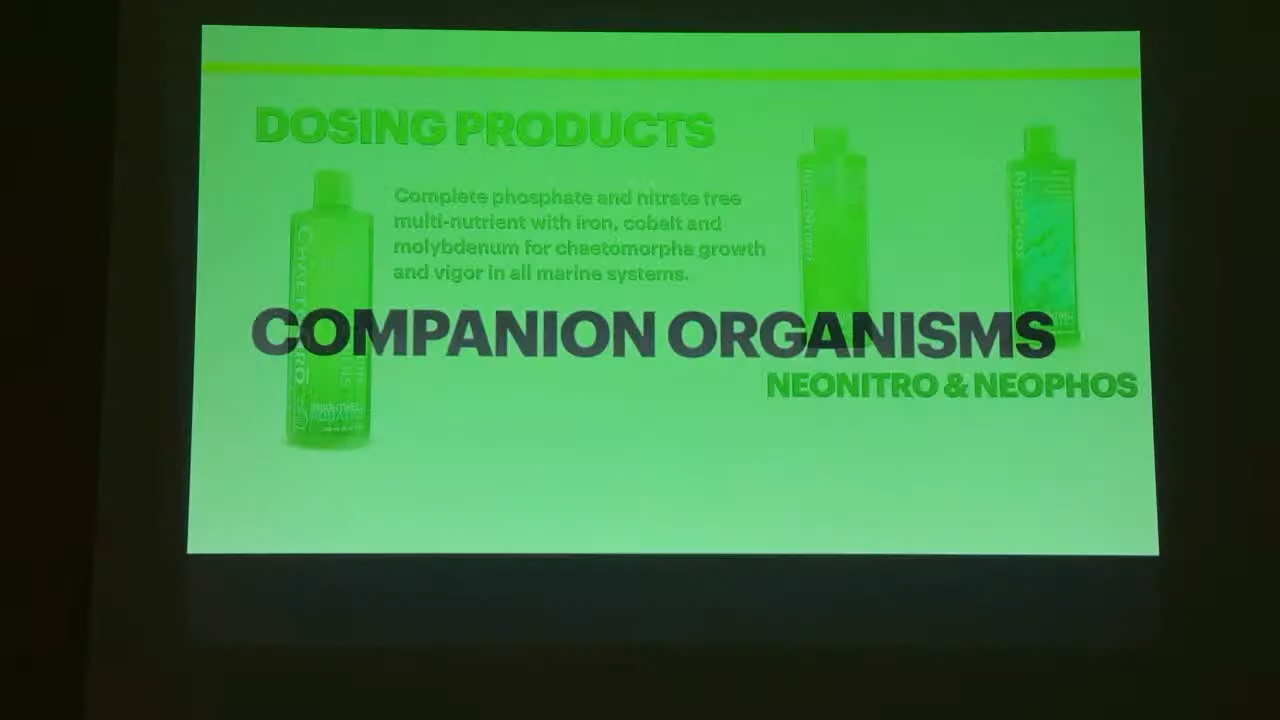 DOSING PRODUCTS
Complete phosphate and nitrate free
multi-nutrient with iron, cobalt and
molybdenum for chaetomorpha growth
and vigor in all marine systems.
COMPANION ORGANISMS
NEONITRO & NEOPHOS